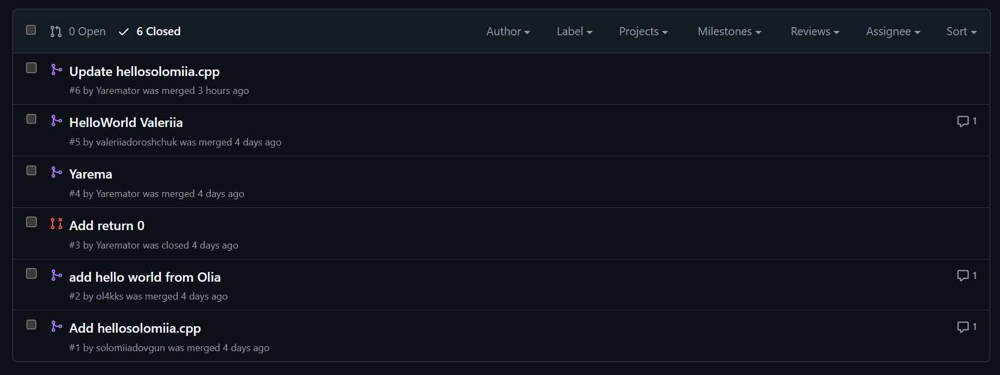 0 Open 6 Closed Author Label Projects Milestones Reviews Assignee Sort
Update hellosolomiia.cpp
#6 by Yaremator was merged 3 hours ago
HelloWorld Valeriia 1
#5 by valeriiadoroshchuk was merged 4 days ago
Yarema
#4 by Yaremator was merged 4 days ago
Add return 0
#3 by Yaremator was closed 4 days ago
add hello world from Olia 1
#2 by ol4kks was merged 4 days ago
Add hellosolomiia.cpp 1
#1 by solomiiadovgun was merged 4 days ago